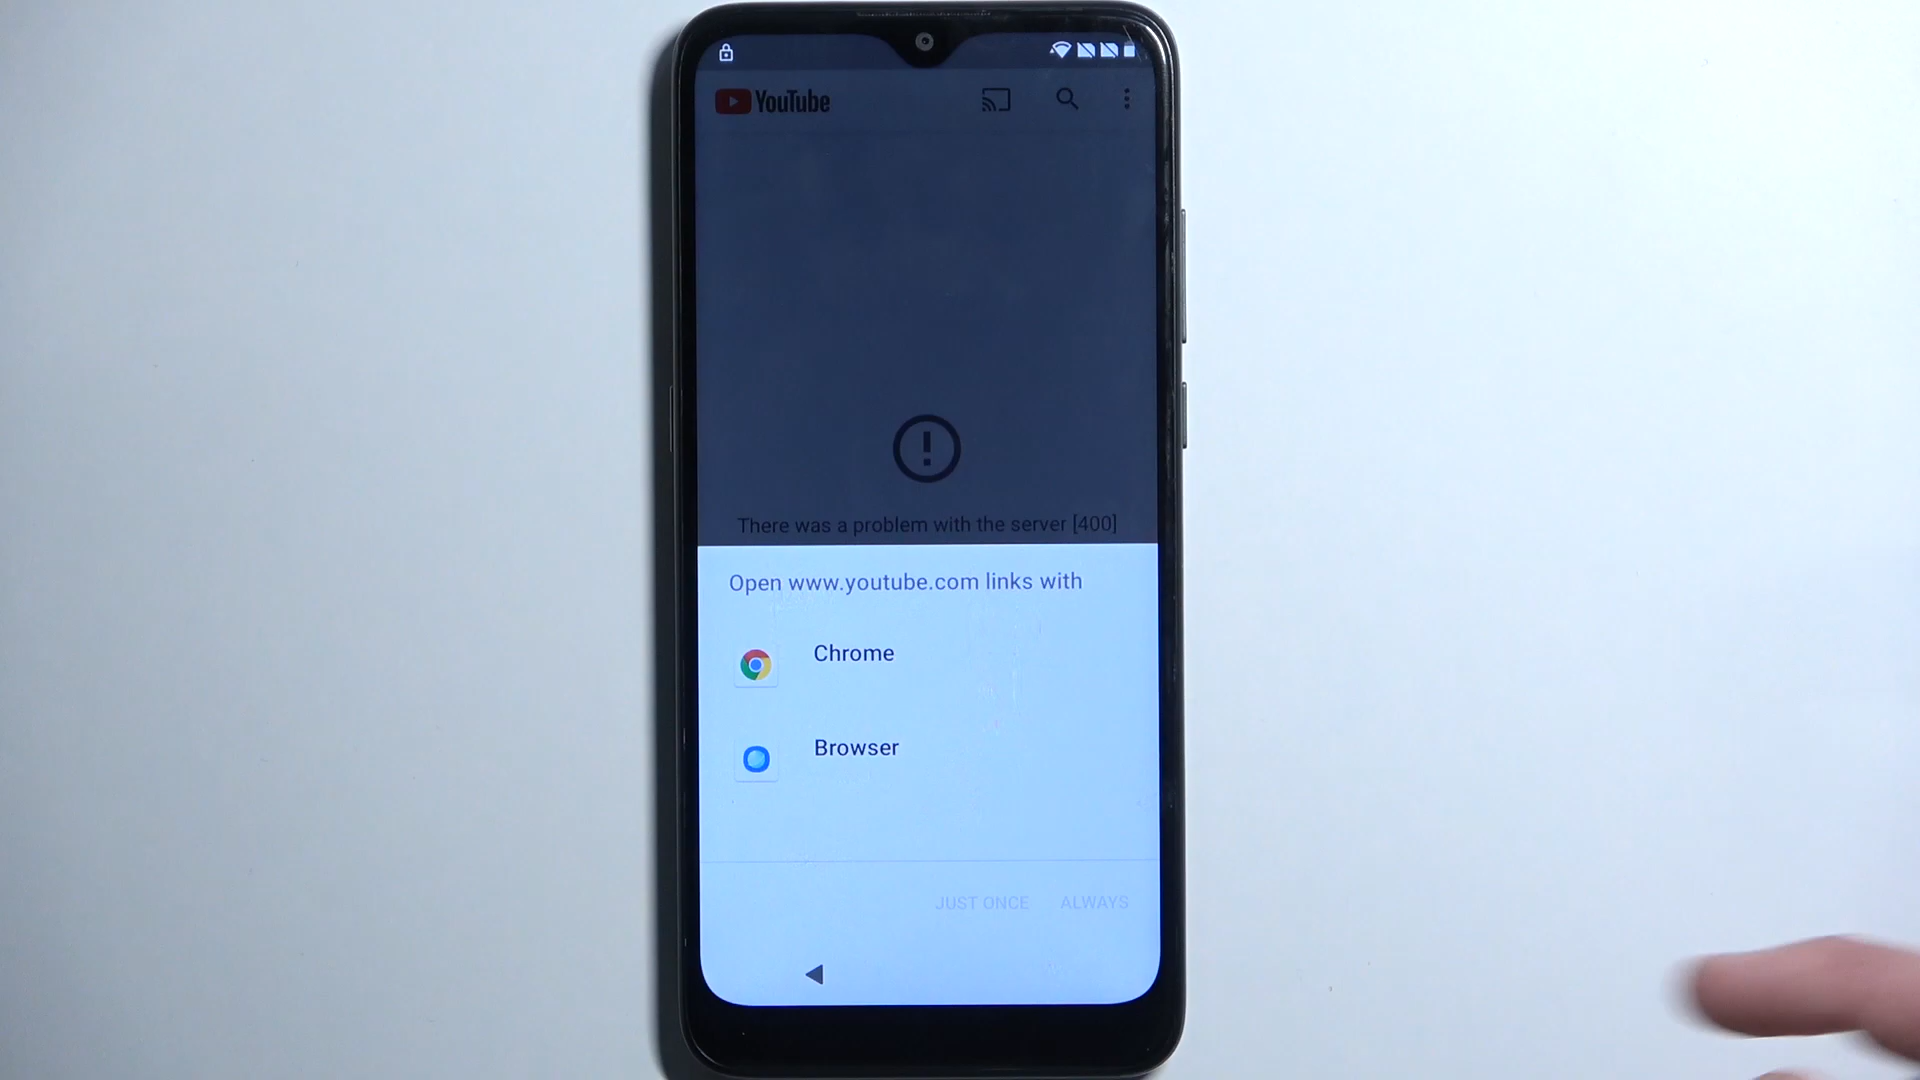 YouTube
There was a problem with the server [400]
Open www.youtube.com links with
Chrome
Browser
JUST ONCE ALWAYS